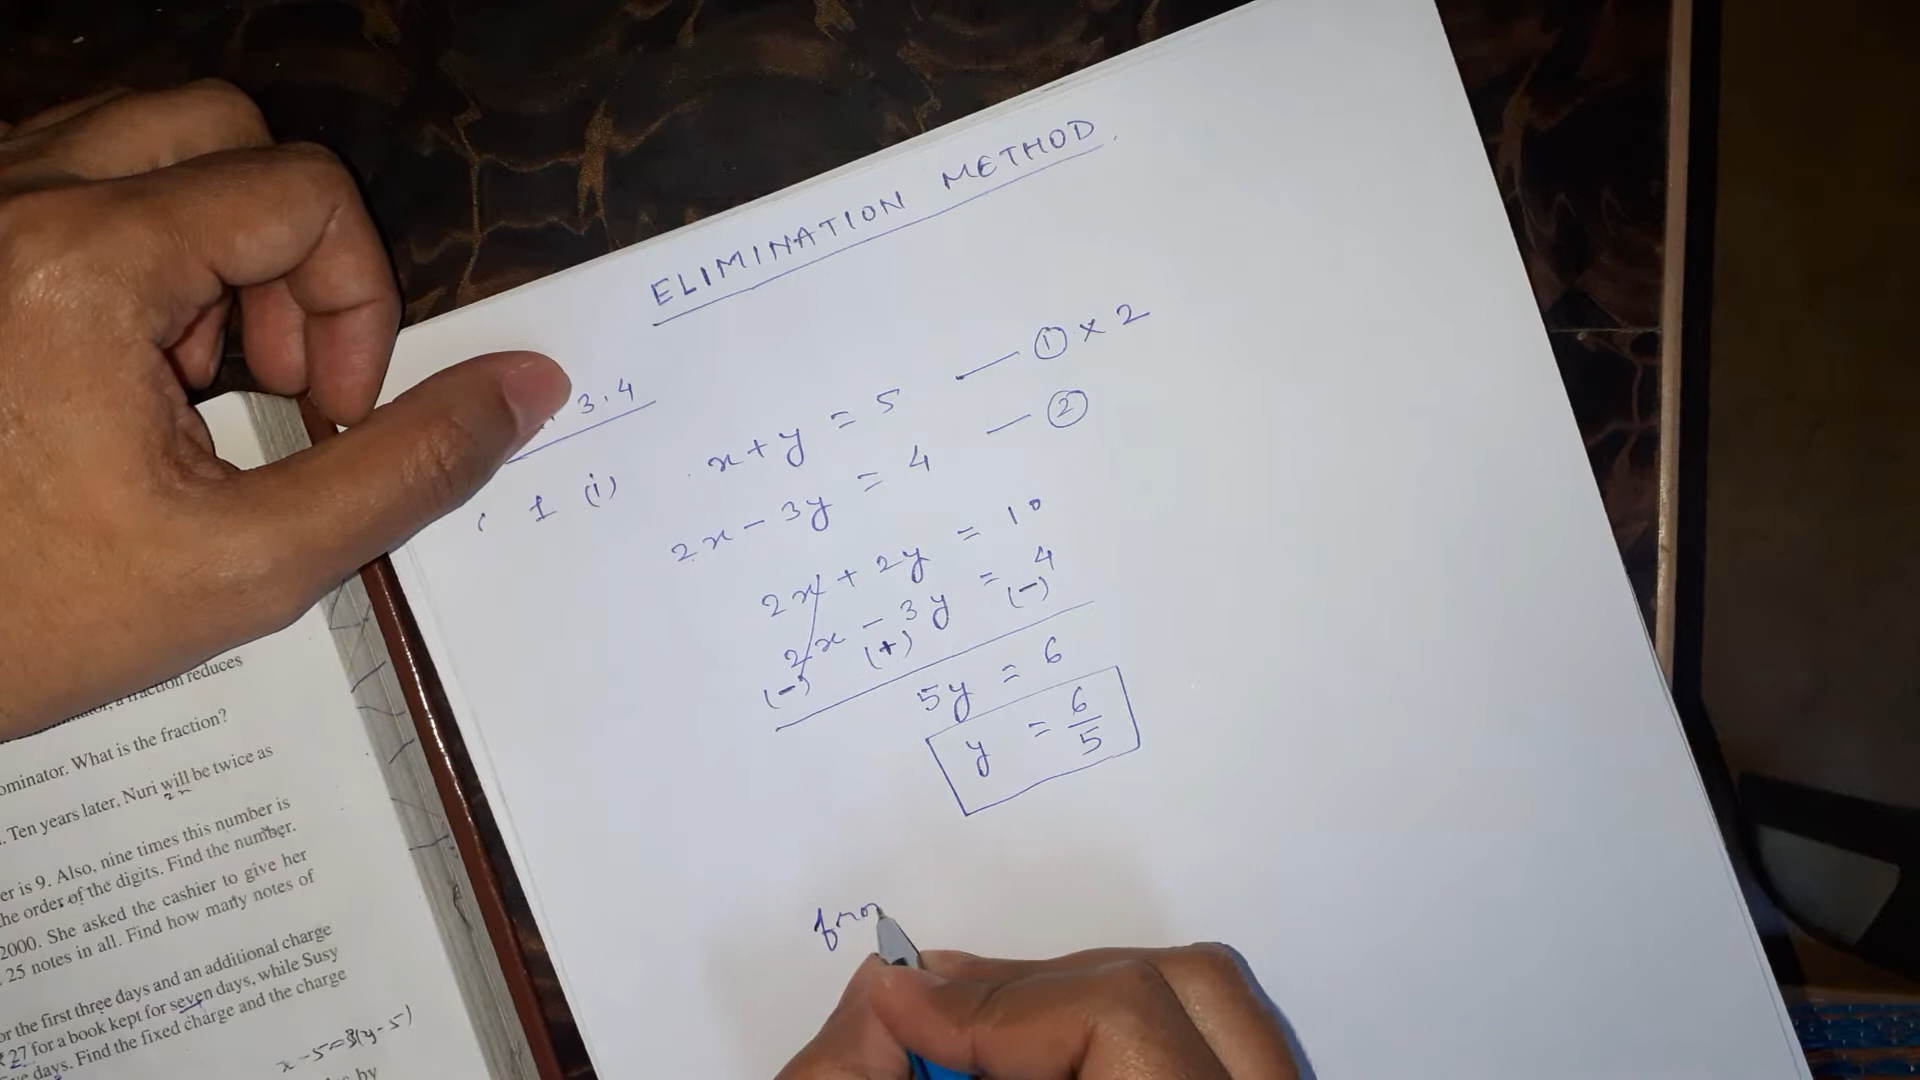 ELIMINATION METHOD.
3.4
1 (i) x + y = 5 — ① × 2
2x − 3y = 4 — ②
2x + 2y = 10
2x − 3y = 4
(−) (+) (−)
5y = 6
y = 6/5
from
a fraction reduces
ominator. What is the fraction?
. Ten years later, Nuri will be twice as
2x
er is 9. Also, nine times this number is
he order of the digits. Find the number.
2000. She asked the cashier to give her
25 notes in all. Find how many notes of
or the first three days and an additional charge
₹27 for a book kept for seven days, while Susy
e days. Find the fixed charge and the charge
x − 5 = 3(y − 5)
by